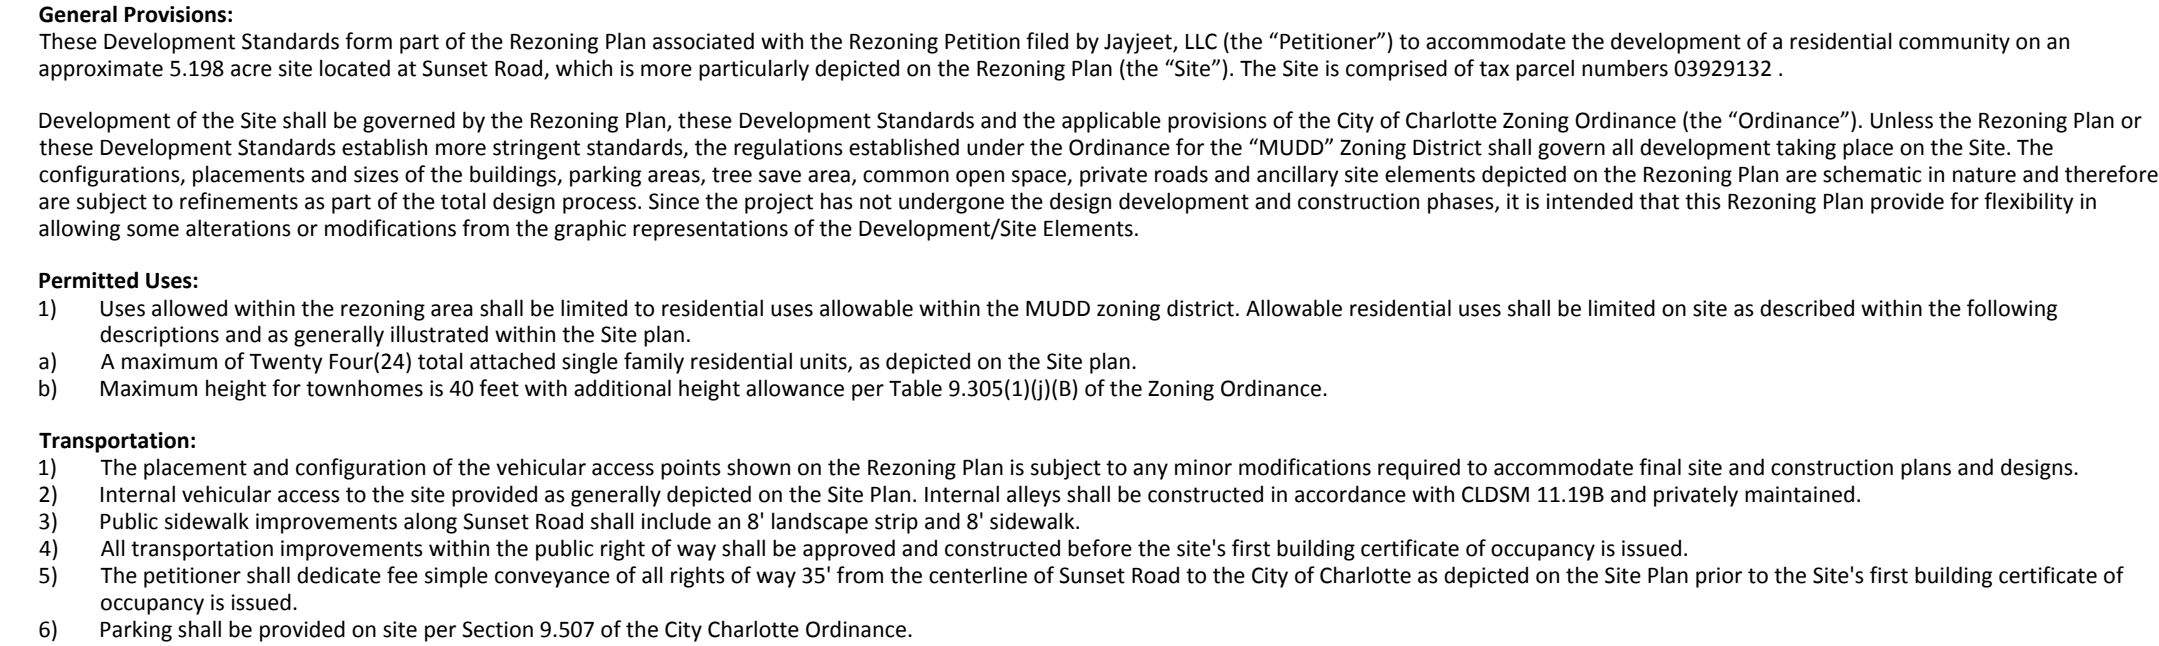 General Provisions:
These Development Standards form part of the Rezoning Plan associated with the Rezoning Petition filed by Jayjeet, LLC (the “Petitioner”) to accommodate the development of a residential community on an
approximate 5.198 acre site located at Sunset Road, which is more particularly depicted on the Rezoning Plan (the “Site”). The Site is comprised of tax parcel numbers 03929132 .
Development of the Site shall be governed by the Rezoning Plan, these Development Standards and the applicable provisions of the City of Charlotte Zoning Ordinance (the “Ordinance”). Unless the Rezoning Plan or
these Development Standards establish more stringent standards, the regulations established under the Ordinance for the “MUDD” Zoning District shall govern all development taking place on the Site. The
configurations, placements and sizes of the buildings, parking areas, tree save area, common open space, private roads and ancillary site elements depicted on the Rezoning Plan are schematic in nature and therefore
are subject to refinements as part of the total design process. Since the project has not undergone the design development and construction phases, it is intended that this Rezoning Plan provide for flexibility in
allowing some alterations or modifications from the graphic representations of the Development/Site Elements.
Permitted Uses:
1) Uses allowed within the rezoning area shall be limited to residential uses allowable within the MUDD zoning district. Allowable residential uses shall be limited on site as described within the following
descriptions and as generally illustrated within the Site plan.
a) A maximum of Twenty Four(24) total attached single family residential units, as depicted on the Site plan.
b) Maximum height for townhomes is 40 feet with additional height allowance per Table 9.305(1)(j)(B) of the Zoning Ordinance.
Transportation:
1) The placement and configuration of the vehicular access points shown on the Rezoning Plan is subject to any minor modifications required to accommodate final site and construction plans and designs.
2) Internal vehicular access to the site provided as generally depicted on the Site Plan. Internal alleys shall be constructed in accordance with CLDSM 11.19B and privately maintained.
3) Public sidewalk improvements along Sunset Road shall include an 8' landscape strip and 8' sidewalk.
4) All transportation improvements within the public right of way shall be approved and constructed before the site's first building certificate of occupancy is issued.
5) The petitioner shall dedicate fee simple conveyance of all rights of way 35' from the centerline of Sunset Road to the City of Charlotte as depicted on the Site Plan prior to the Site's first building certificate of
occupancy is issued.
6) Parking shall be provided on site per Section 9.507 of the City Charlotte Ordinance.